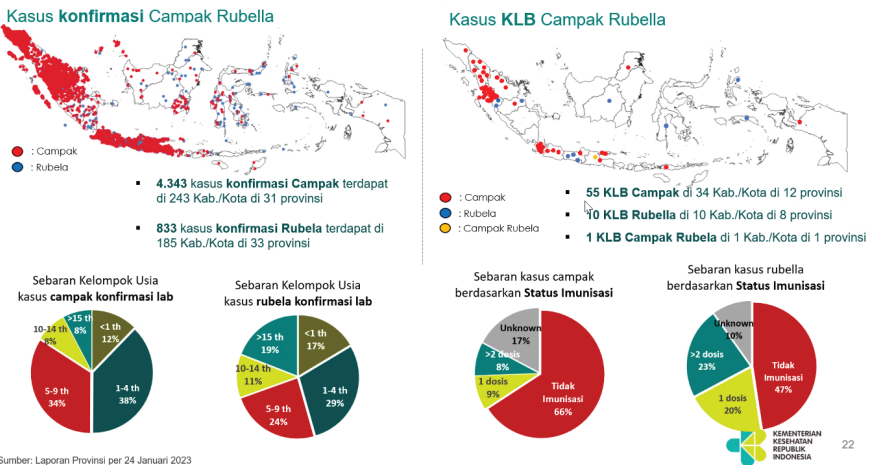 Kasus konfirmasi Campak Rubella
: Campak
: Rubela
▪ 4.343 kasus konfirmasi Campak terdapat
di 243 Kab./Kota di 31 provinsi
▪ 833 kasus konfirmasi Rubela terdapat di
185 Kab./Kota di 33 provinsi
Kasus KLB Campak Rubella
: Campak
: Rubela
: Campak Rubela
▪ 55 KLB Campak di 34 Kab./Kota di 12 provinsi
▪ 10 KLB Rubella di 10 Kab./Kota di 8 provinsi
▪ 1 KLB Campak Rubela di 1 Kab./Kota di 1 provinsi
Sebaran Kelompok Usia
kasus campak konfirmasi lab
>15 th
8%
<1 th
12%
10-14 th
8%
5-9 th
34%
1-4 th
38%
Sebaran Kelompok Usia
kasus rubela konfirmasi lab
>15 th
19%
<1 th
17%
10-14 th
11%
5-9 th
24%
1-4 th
29%
Sebaran kasus campak
berdasarkan Status Imunisasi
Unknown
17%
>2 dosis
8%
1 dosis
9%
Tidak
Imunisasi
66%
Sebaran kasus rubella
berdasarkan Status Imunisasi
Unknown
10%
>2 dosis
23%
1 dosis
20%
Tidak
Imunisasi
47%
KEMENTERIAN
KESEHATAN
REPUBLIK
INDONESIA
22
Sumber: Laporan Provinsi per 24 Januari 2023